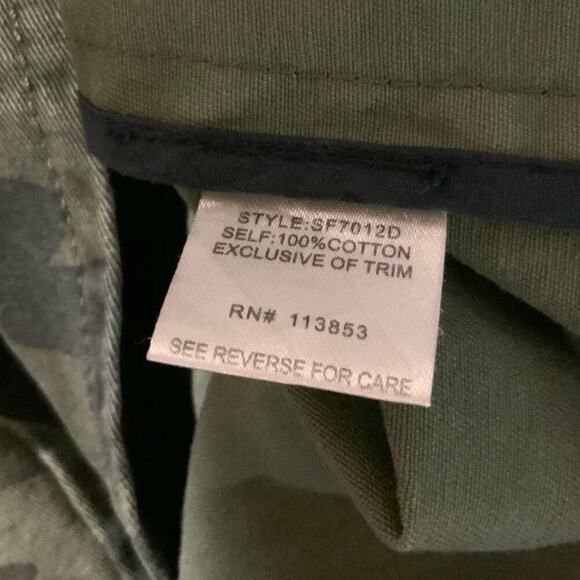 STYLE:SF7012D
SELF:100%COTTON
EXCLUSIVE OF TRIM
RN# 113853
SEE REVERSE FOR CARE